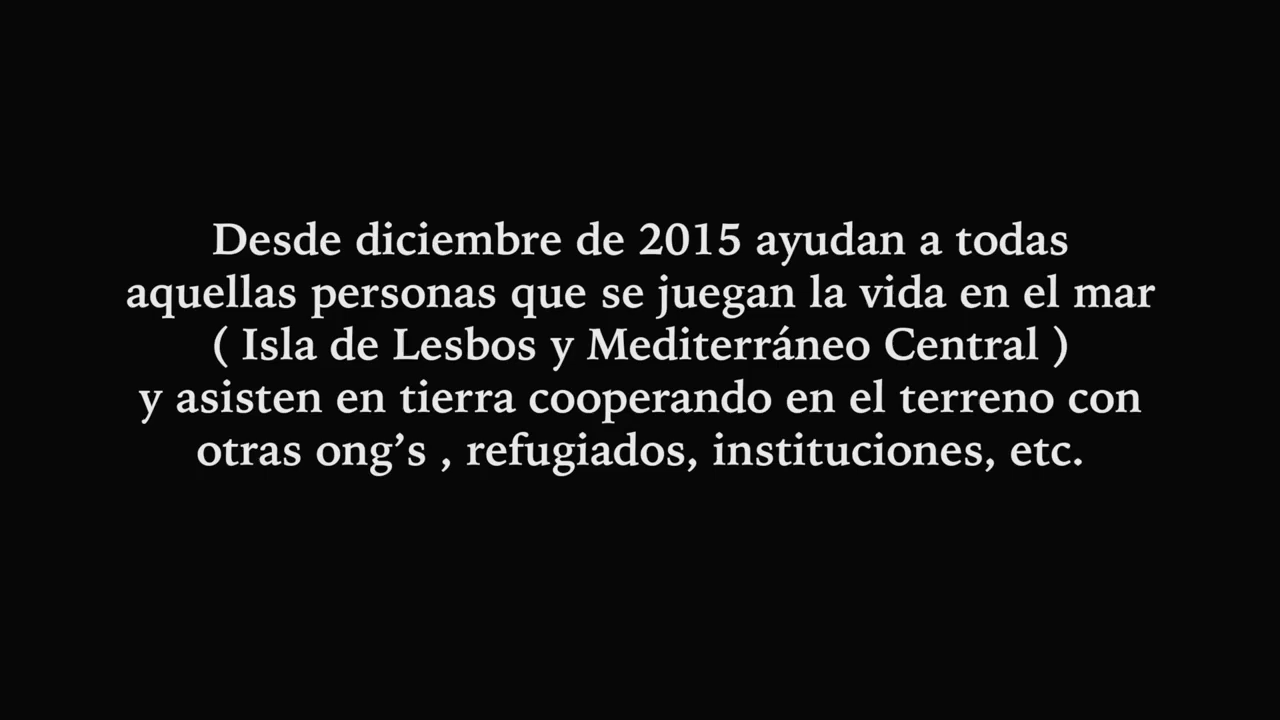 Desde diciembre de 2015 ayudan a todas
aquellas personas que se juegan la vida en el mar
( Isla de Lesbos y Mediterráneo Central )
y asisten en tierra cooperando en el terreno con
otras ong’s , refugiados, instituciones, etc.